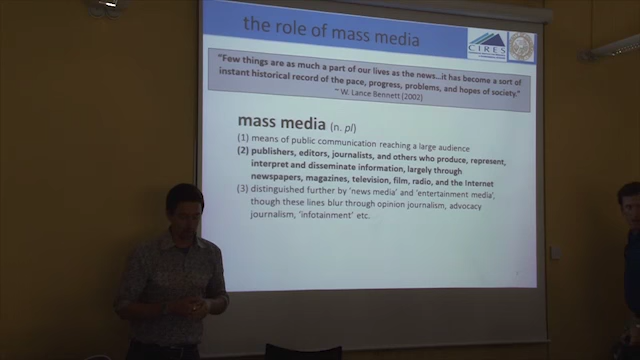 the role of mass media
CIRES
“Few things are as much a part of our lives as the news…it has become a sort of
instant historical record of the pace, progress, problems, and hopes of society.”
~ W. Lance Bennett (2002)
mass media (n. pl)
(1) means of public communication reaching a large audience
(2) publishers, editors, journalists, and others who produce, represent,
interpret and disseminate information, largely through
newspapers, magazines, television, film, radio, and the Internet
(3) distinguished further by ‘news media’ and ‘entertainment media’,
though these lines blur through opinion journalism, advocacy
journalism, ‘infotainment’ etc.